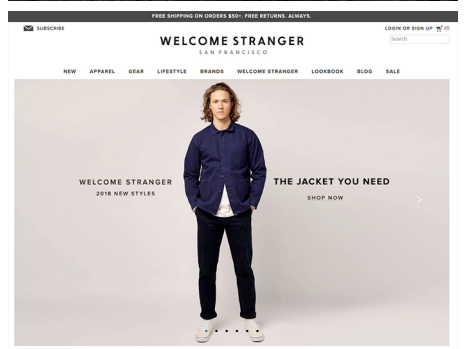 FREE SHIPPING ON ORDERS $50+. FREE RETURNS. ALWAYS.
SUBSCRIBE
LOGIN OR SIGN UP
Search
WELCOME STRANGER
SAN FRANCISCO
NEW APPAREL GEAR LIFESTYLE BRANDS WELCOME STRANGER LOOKBOOK BLOG SALE
WELCOME STRANGER
2018 NEW STYLES
THE JACKET YOU NEED
SHOP NOW